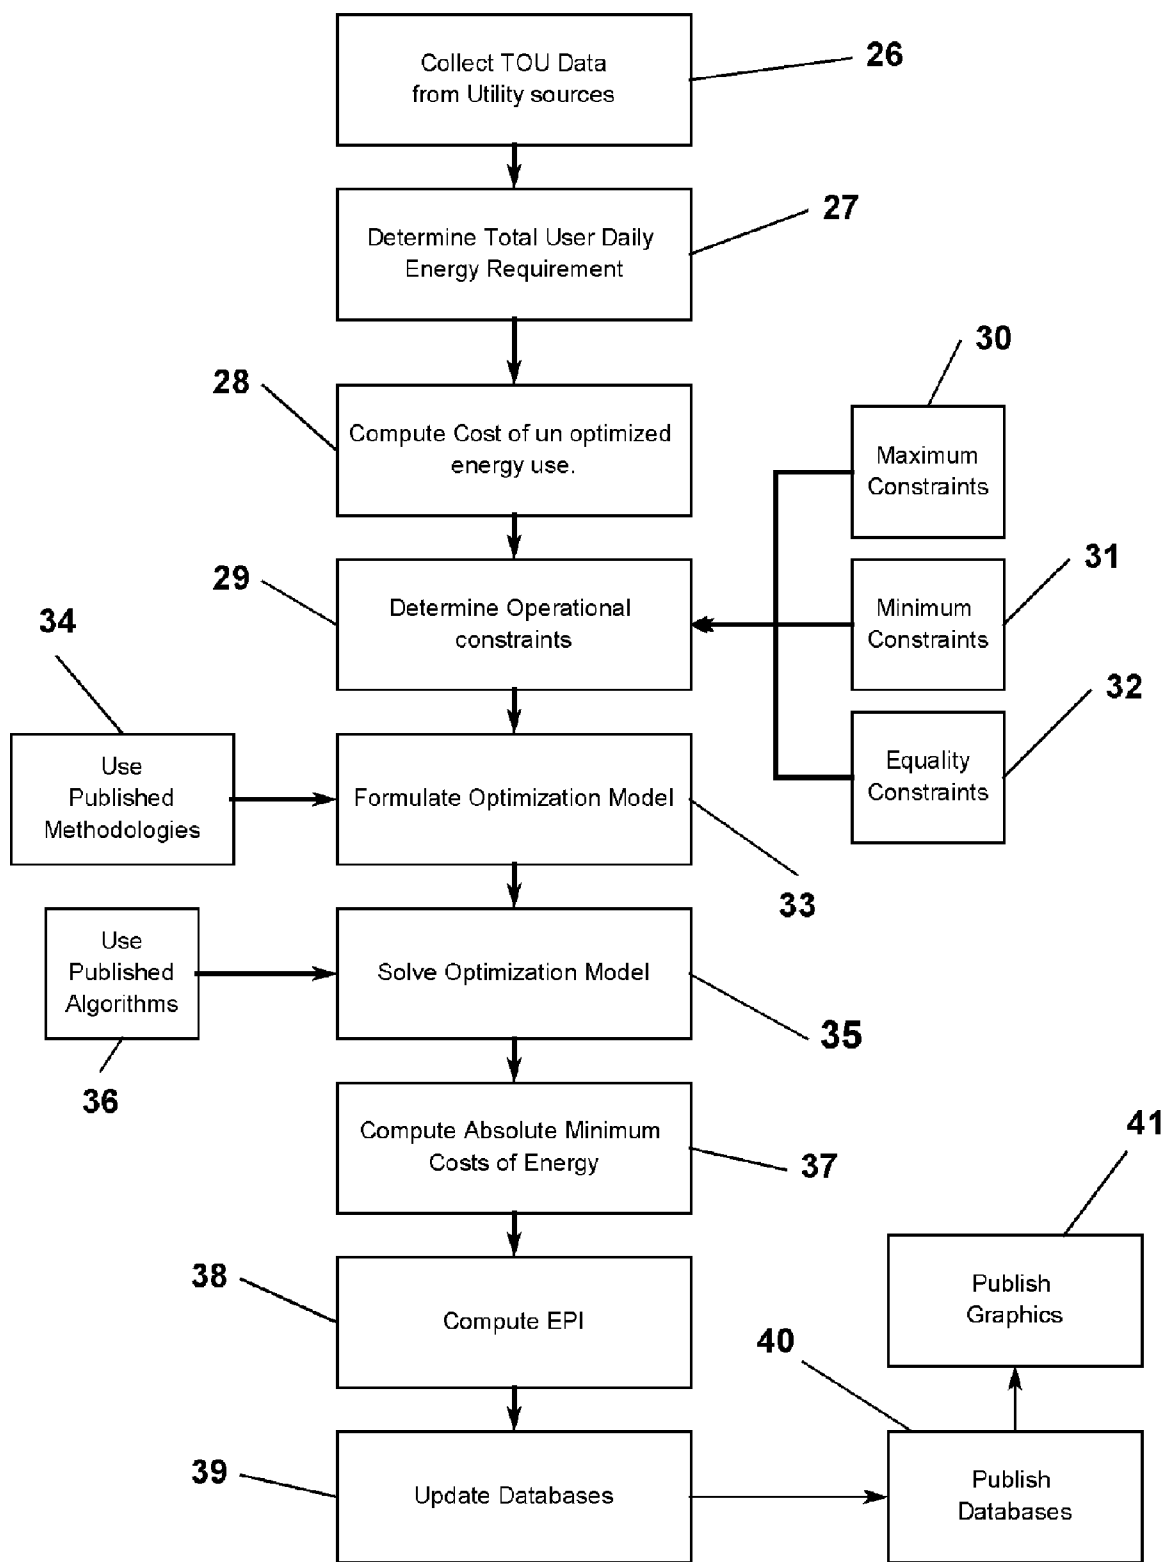 Collect TOU Data
from Utility sources
26
Determine Total User Daily
Energy Requirement
27
28
Compute Cost of un optimized
energy use.
30
Maximum
Constraints
29
Determine Operational
constraints
31
Minimum
Constraints
32
Equality
Constraints
34
Use
Published
Methodologies
Formulate Optimization Model
33
Use
Published
Algorithms
36
Solve Optimization Model
35
Compute Absolute Minimum
Costs of Energy
37
38
Compute EPI
41
Publish
Graphics
39
Update Databases
40
Publish
Databases